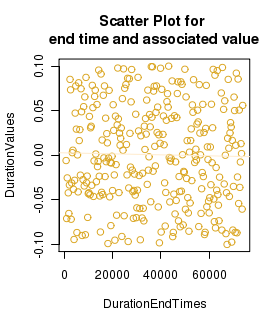 Scatter Plot for
end time and associated value
DurationValues
0.10
0.05
0.00
-0.05
-0.10
0
20000
40000
60000
DurationEndTimes